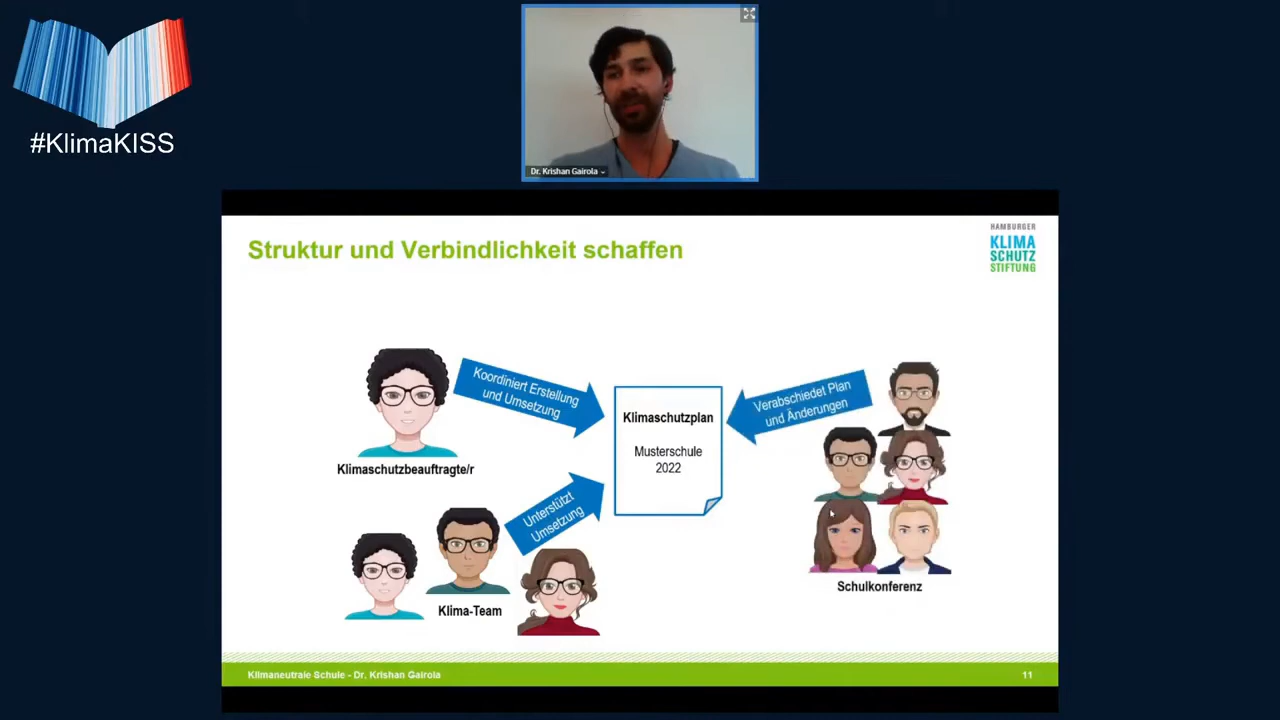 #KlimaKISS
Dr. Krishan Gairola
Struktur und Verbindlichkeit schaffen
HAMBURGER
KLIMA
SCHUTZ
STIFTUNG
Koordiniert Erstellung
und Umsetzung
Verabschiedet Plan
und Änderungen
Klimaschutzplan
Musterschule
2022
Klimaschutzbeauftragte/r
Unterstützt
Umsetzung
Klima-Team
Schulkonferenz
Klimaneutrale Schule - Dr. Krishan Gairola
11